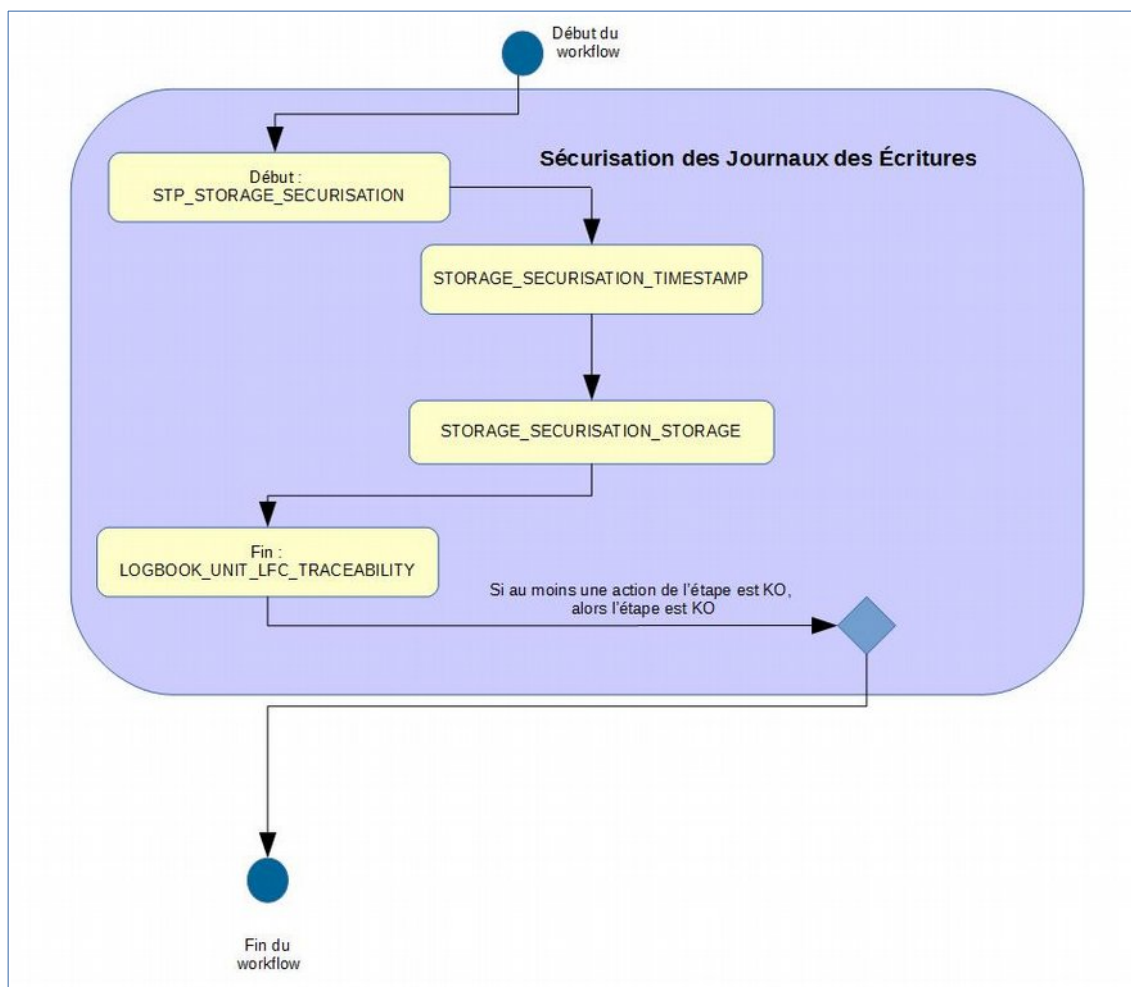 Début du
workflow
Sécurisation des Journaux des Écritures
Début :
STP_STORAGE_SECURISATION
STORAGE_SECURISATION_TIMESTAMP
STORAGE_SECURISATION_STORAGE
Fin :
LOGBOOK_UNIT_LFC_TRACEABILITY
Si au moins une action de l'étape est KO,
alors l'étape est KO
Fin du
workflow